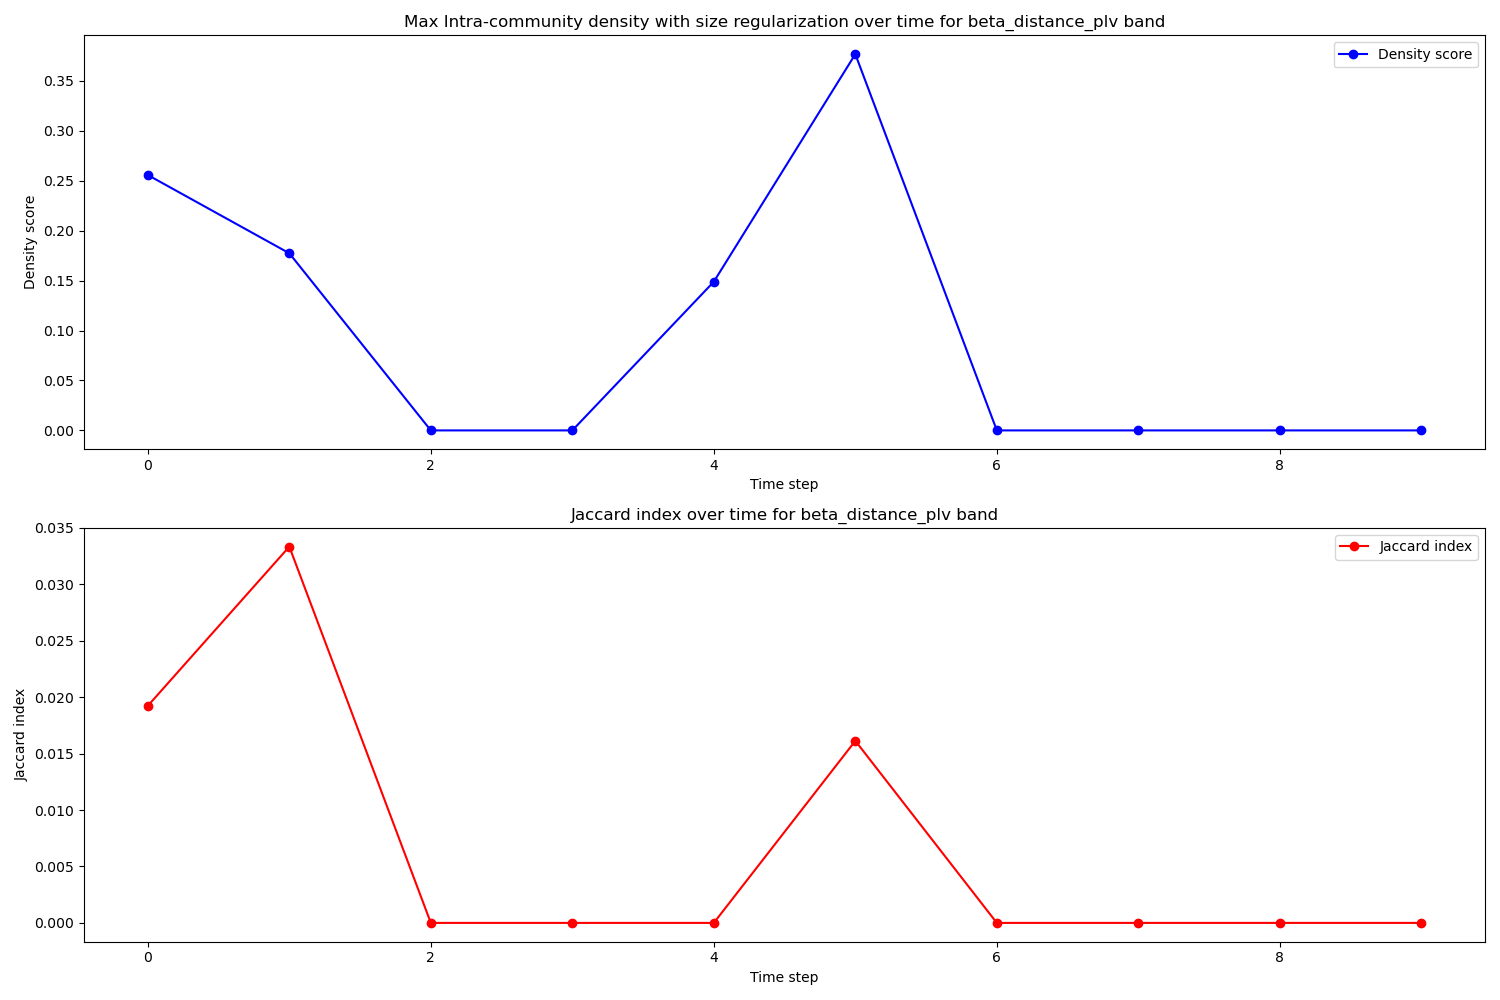 Max Intra-community density with size regularization over time for beta_distance_plv band
Density score
0.35
0.30
0.25
0.20
0.15
0.10
0.05
0.00
Density score
0 2 4 6 8
Time step
Jaccard index over time for beta_distance_plv band
Jaccard index
0.035
0.030
0.025
0.020
0.015
0.010
0.005
0.000
Jaccard index
0 2 4 6 8
Time step